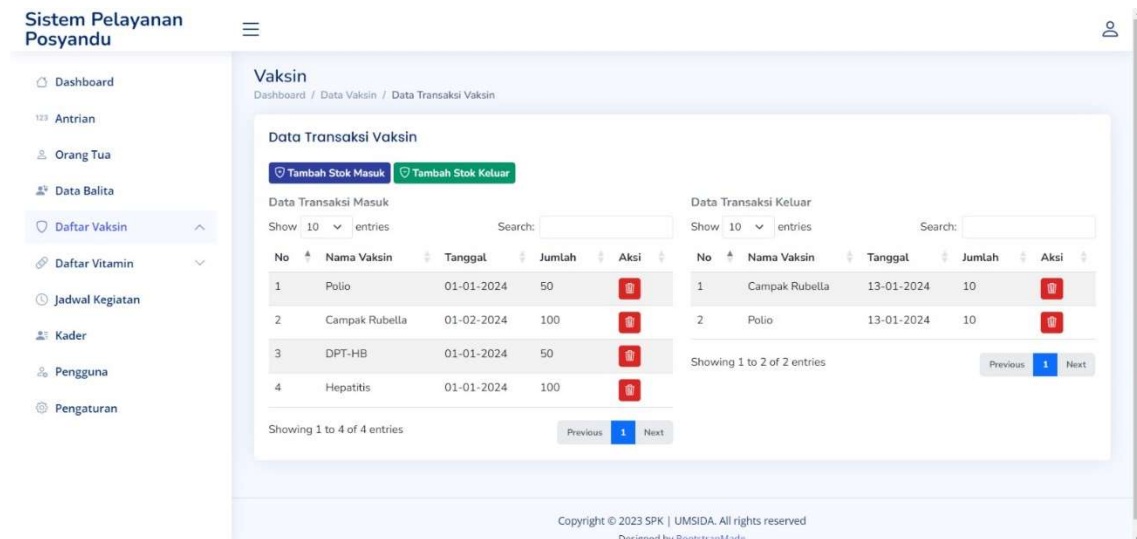 Sistem Pelayanan
Posyandu
Dashboard
123 Antrian
Orang Tua
Data Balita
Daftar Vaksin
Daftar Vitamin
Jadwal Kegiatan
Kader
Pengguna
Pengaturan
Vaksin
Dashboard / Data Vaksin / Data Transaksi Vaksin
Data Transaksi Vaksin
Tambah Stok Masuk Tambah Stok Keluar
Data Transaksi Masuk
Show 10 entries Search:
No Nama Vaksin Tanggal Jumlah Aksi
1 Polio 01-01-2024 50
2 Campak Rubella 01-02-2024 100
3 DPT-HB 01-01-2024 50
4 Hepatitis 01-01-2024 100
Showing 1 to 4 of 4 entries
Previous 1 Next
Data Transaksi Keluar
Show 10 entries Search:
No Nama Vaksin Tanggal Jumlah Aksi
1 Campak Rubella 13-01-2024 10
2 Polio 13-01-2024 10
Showing 1 to 2 of 2 entries
Previous 1 Next
Copyright © 2023 SPK | UMSIDA. All rights reserved
Designed by BootstrapMade